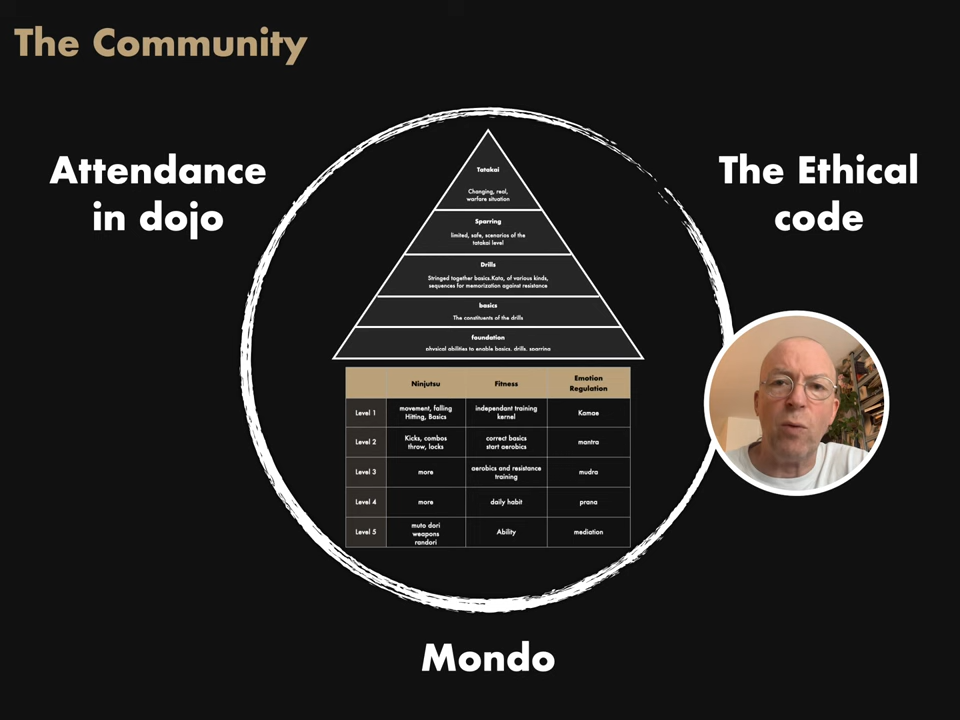 The Community
Attendance
in dojo
The Ethical
code
Tatakai
Changing, real,
warfare situation
Sparring
limited, safe, scenarios of the
tatakai level
Drills
Stringed together basics.Kata, of various kinds,
sequences for memorization against resistance
basics
The constituents of the drills
foundation
physical abilities to enable basics, drills, sparring
Ninjutsu Fitness Emotion
Regulation
Level 1 movement, falling
Hitting, Basics independant training
kernel Kamae
Level 2 Kicks, combos
throw, locks correct basics
start aerobics mantra
Level 3 more aerobics and resistance
training mudra
Level 4 more daily habit prana
Level 5 muto dori
weapons
randori Ability mediation
Mondo